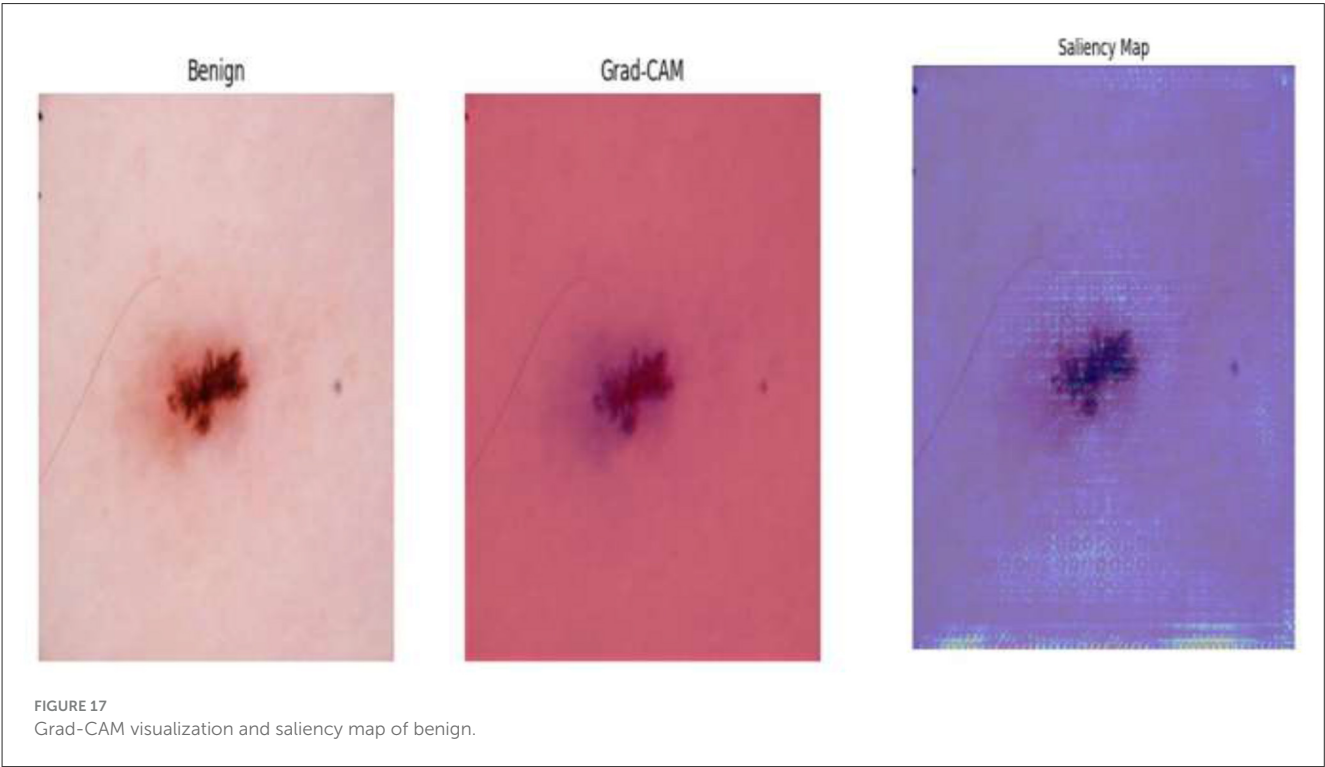 Benign
Grad-CAM
Saliency Map
FIGURE 17
Grad-CAM visualization and saliency map of benign.